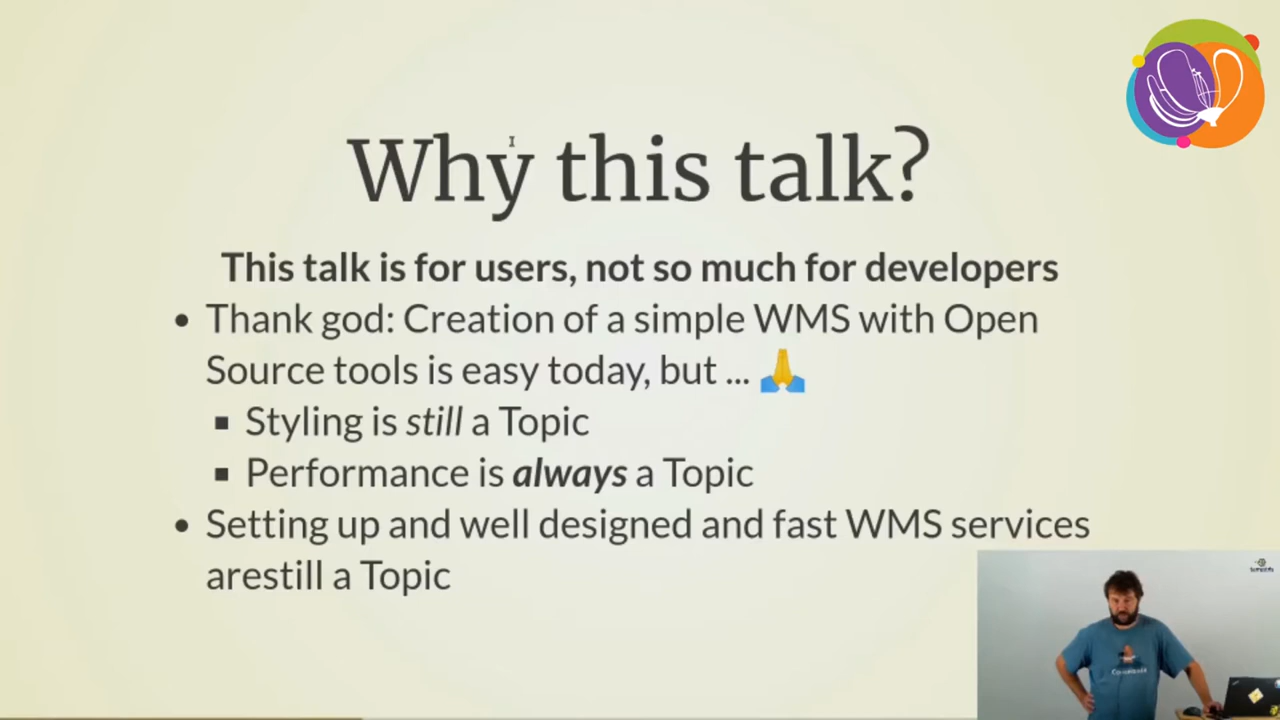 Why this talk?
This talk is for users, not so much for developers
Thank god: Creation of a simple WMS with Open
Source tools is easy today, but ... 🙏
Styling is still a Topic
Performance is always a Topic
Setting up and well designed and fast WMS services
arestill a Topic